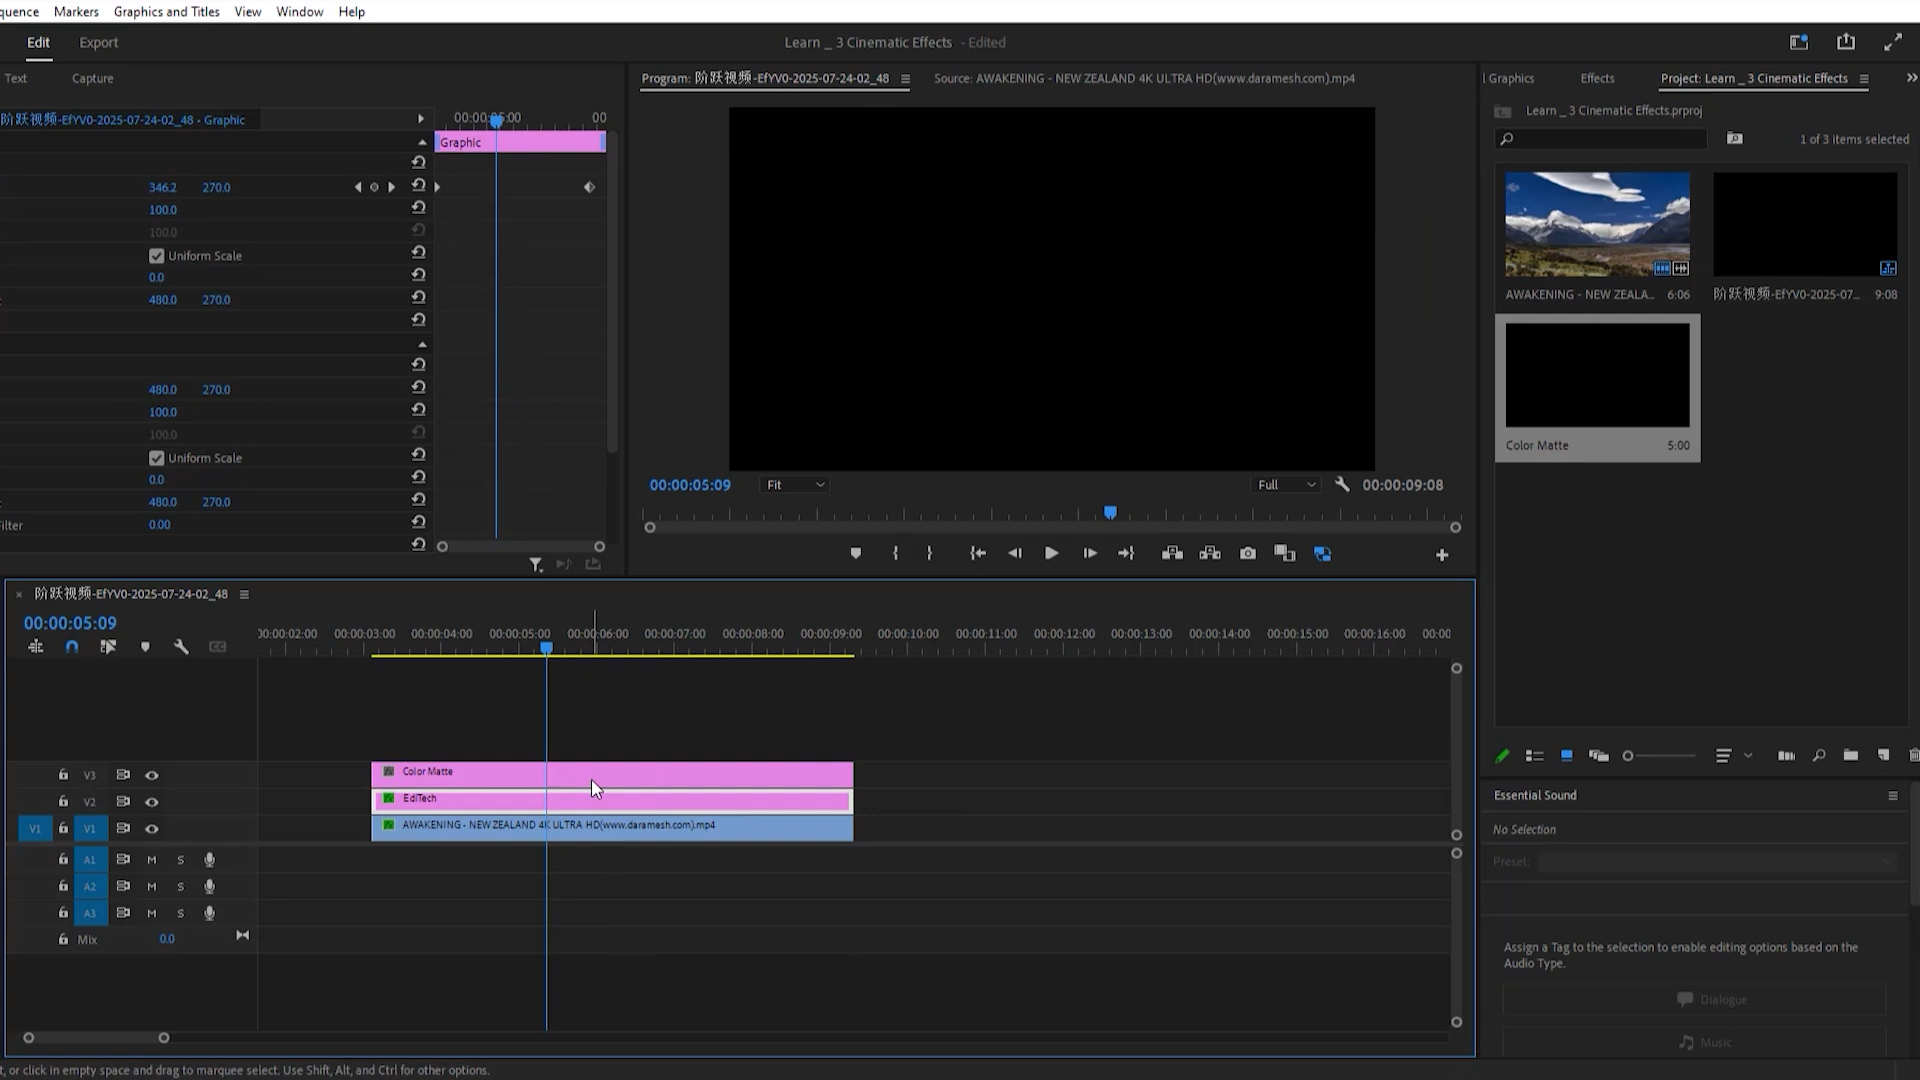 quence Markers Graphics and Titles View Window Help
Edit Export Learn _ 3 Cinematic Effects - Edited
Text Capture
Program: 阶跃视频-EfYV0-2025-07-24-02_48 Source: AWAKENING - NEW ZEALAND 4K ULTRA HD(www.daramesh.com).mp4
l Graphics Effects Project: Learn _ 3 Cinematic Effects
Learn _ 3 Cinematic Effects.prproj
1 of 3 items selected
阶跃视频-EfYV0-2025-07-24-02_48 • Graphic
00:00:05:00 00
Graphic
346.2 270.0
100.0
100.0
Uniform Scale
0.0
480.0 270.0
480.0 270.0
100.0
100.0
Uniform Scale
0.0
480.0 270.0
ilter 0.00
00:00:05:09 Fit Full 00:00:09:08
AWAKENING - NEW ZEALA... 6:06
阶跃视频-EfYV0-2025-07... 9:08
Color Matte 5:00
阶跃视频-EfYV0-2025-07-24-02_48
00:00:05:09
00:00:02:00 00:00:03:00 00:00:04:00 00:00:05:00 00:00:06:00 00:00:07:00 00:00:08:00 00:00:09:00 00:00:10:00 00:00:11:00 00:00:12:00 00:00:13:00 00:00:14:00 00:00:15:00 00:00:16:00 00:00
V3 Color Matte
V2 EdiTech
V1 V1 AWAKENING - NEW ZEALAND 4K ULTRA HD(www.daramesh.com).mp4
A1 M S
A2 M S
A3 M S
Mix 0.0
Essential Sound
No Selection
Preset:
Assign a Tag to the selection to enable editing options based on the
Audio Type.
Dialogue
Music
t, or click in empty space and drag to marquee select. Use Shift, Alt, and Ctrl for other options.